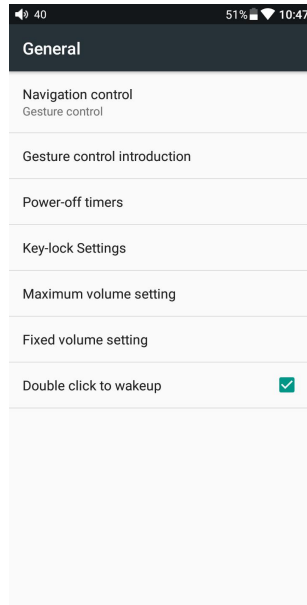 40 51% 10:47
General
Navigation control
Gesture control
Gesture control introduction
Power-off timers
Key-lock Settings
Maximum volume setting
Fixed volume setting
Double click to wakeup